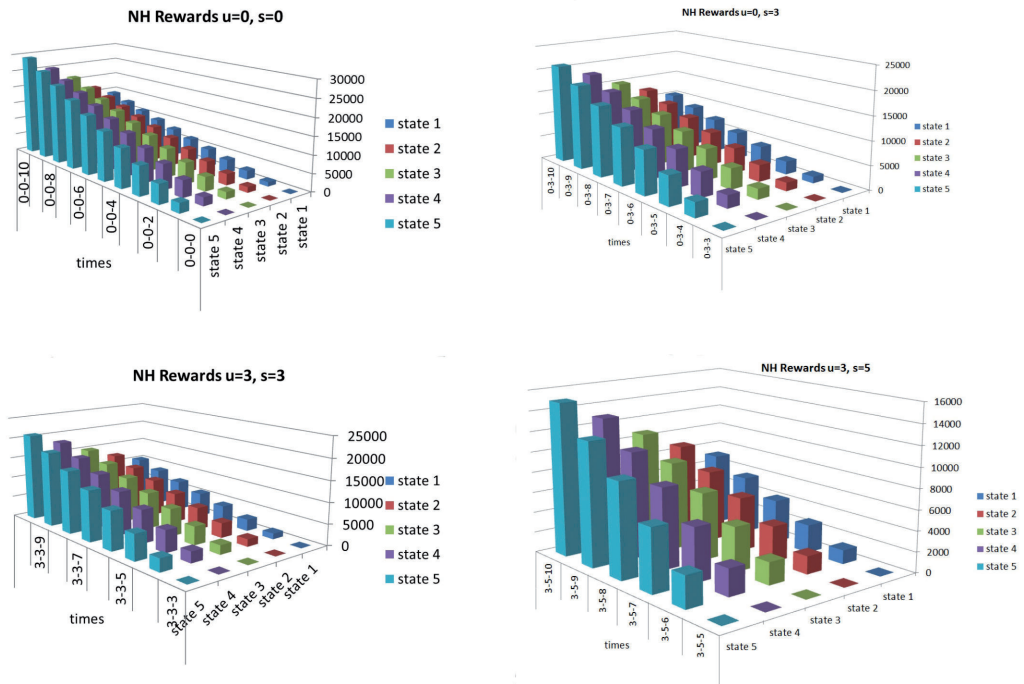 NH Rewards u=0, s=0
30000
25000
20000
15000
10000
5000
0
state 1
state 2
state 3
state 4
state 5
0-0-10
0-0-8
0-0-6
0-0-4
0-0-2
0-0-0
times
state 5
state 4
state 3
state 2
state 1
NH Rewards u=0, s=3
25000
20000
15000
10000
5000
0
state 1
state 2
state 3
state 4
state 5
0-3-10
0-3-9
0-3-8
0-3-7
0-3-6
0-3-5
0-3-4
0-3-3
times
state 5
state 4
state 3
state 2
state 1
NH Rewards u=3, s=3
25000
20000
15000
10000
5000
0
state 1
state 2
state 3
state 4
state 5
3-3-9
3-3-7
3-3-5
3-3-3
times
state 5
state 4
state 3
state 2
state 1
NH Rewards u=3, s=5
16000
14000
12000
10000
8000
6000
4000
2000
0
state 1
state 2
state 3
state 4
state 5
3-5-10
3-5-9
3-5-8
3-5-7
3-5-6
3-5-5
times
state 5
state 4
state 3
state 2
state 1